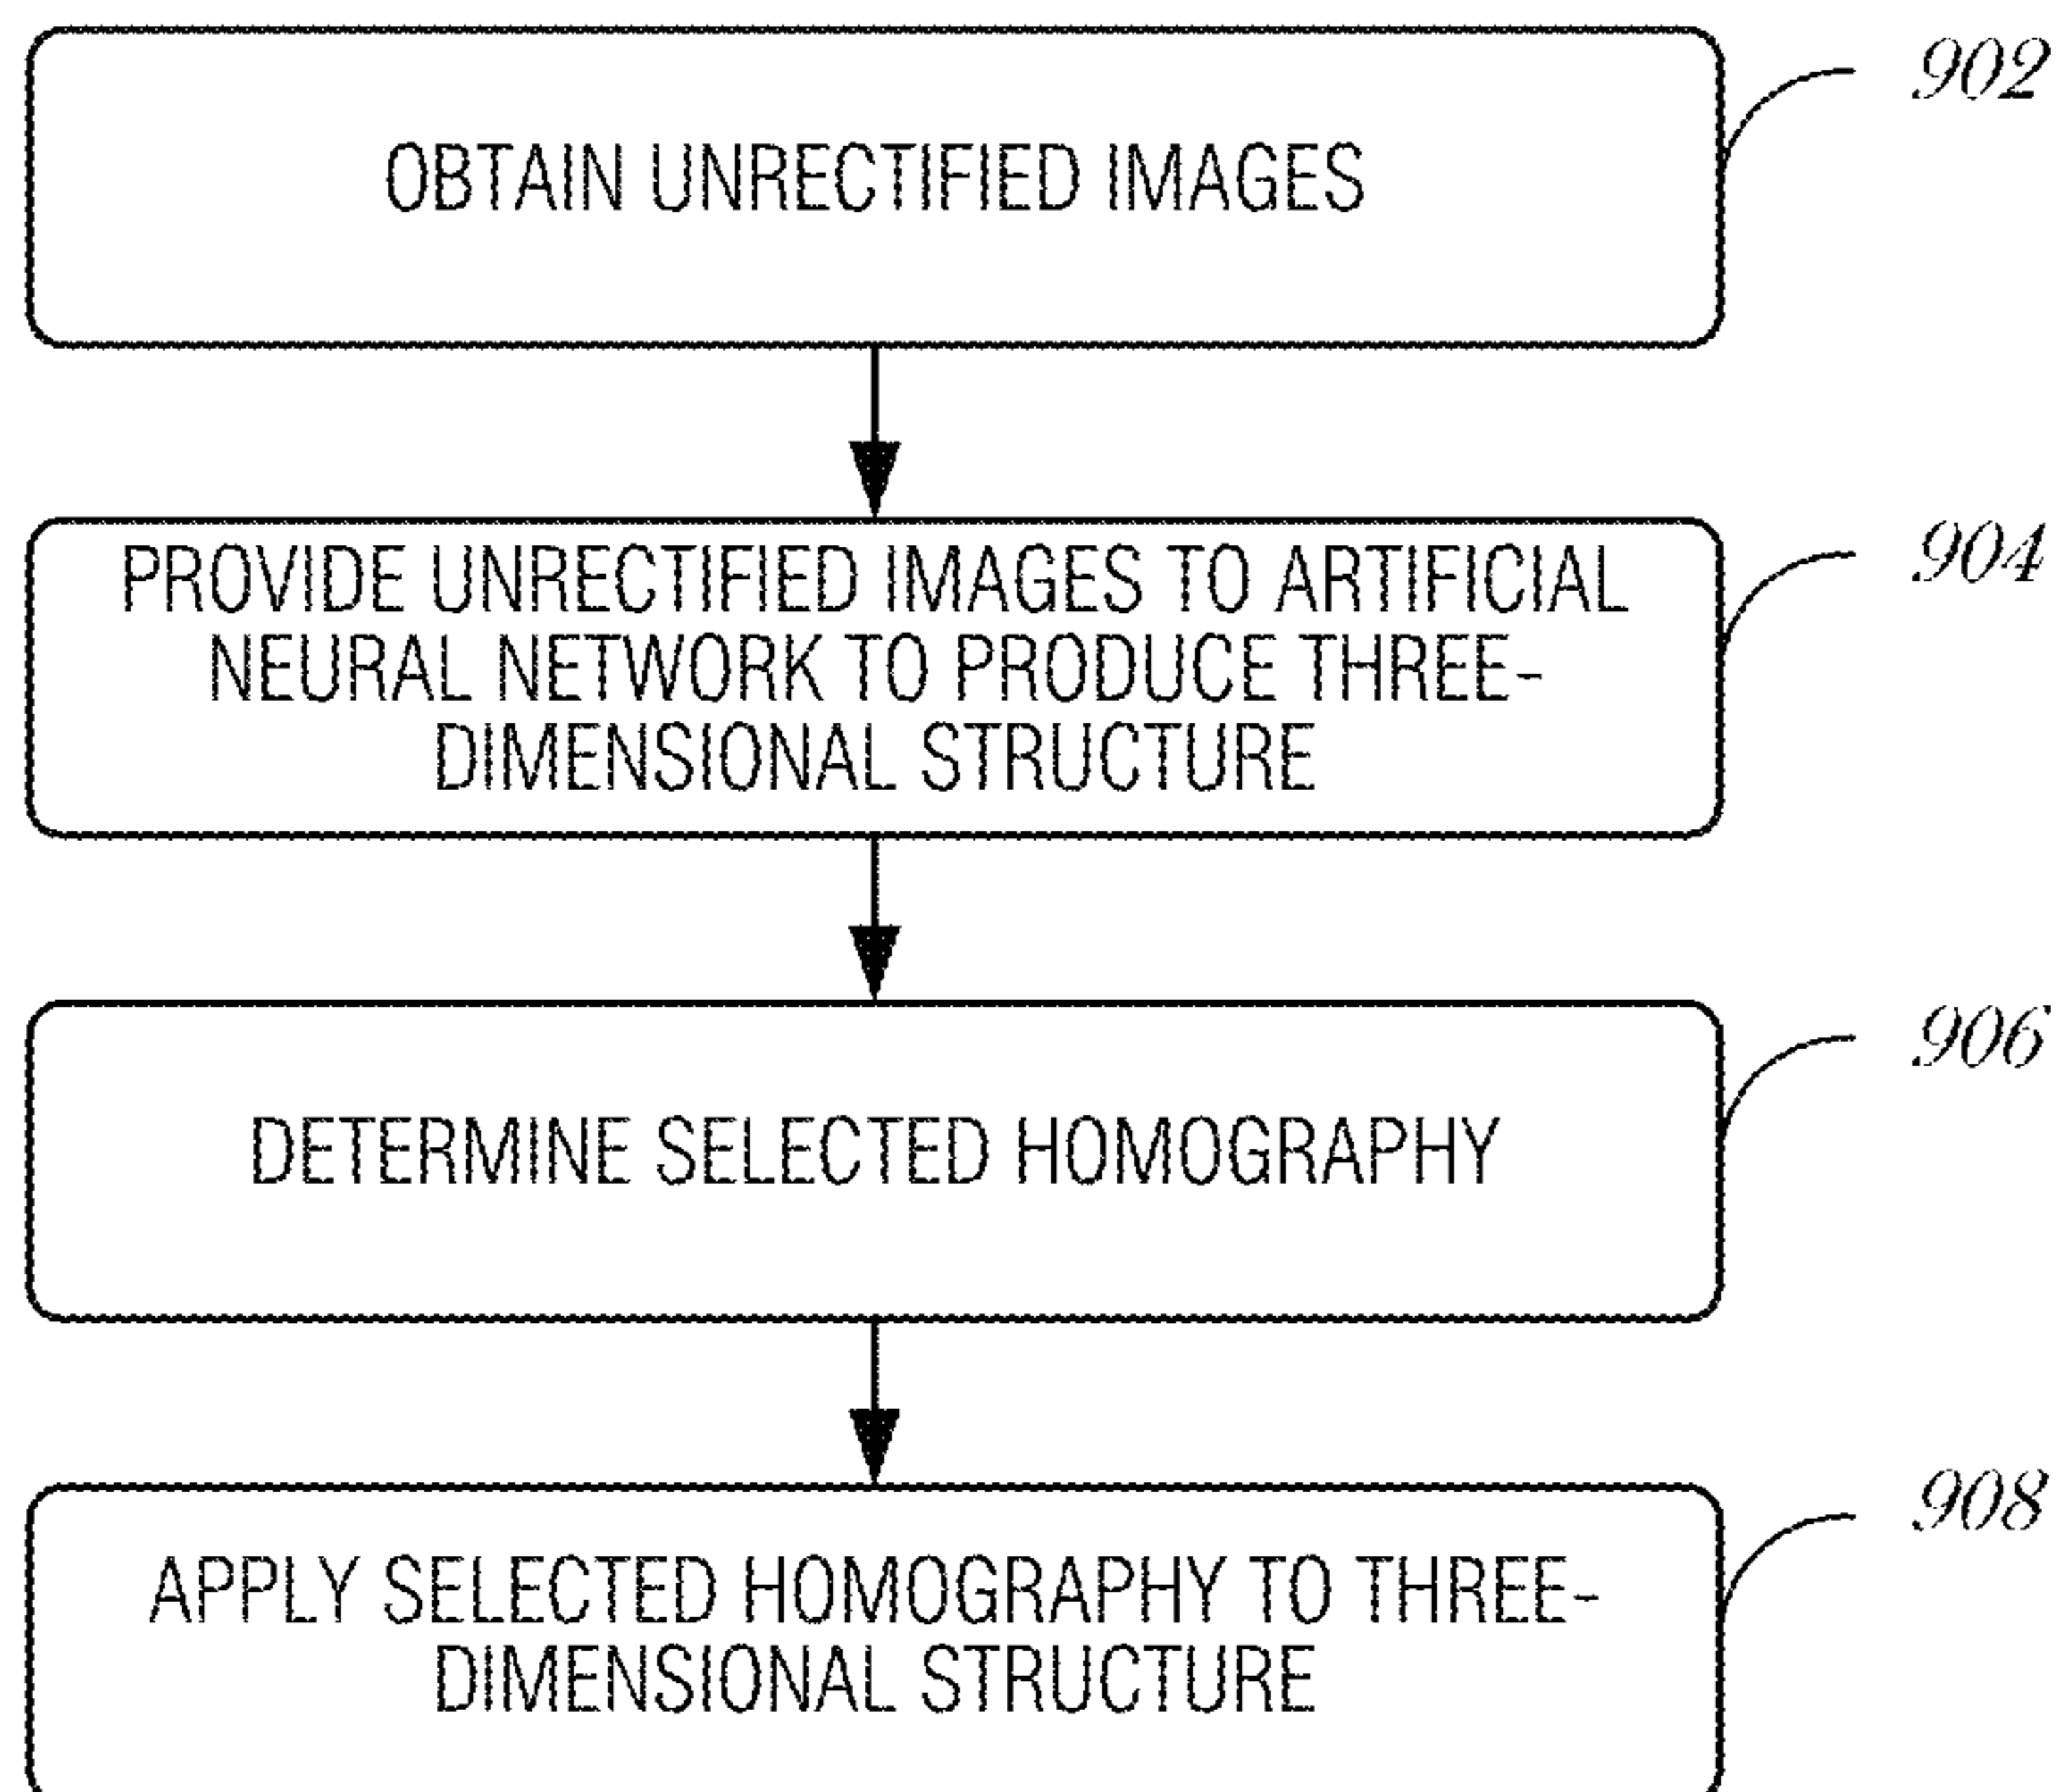 OBTAIN UNRECTIFIED IMAGES
902
PROVIDE UNRECTIFIED IMAGES TO ARTIFICIAL
NEURAL NETWORK TO PRODUCE THREE-
DIMENSIONAL STRUCTURE
904
DETERMINE SELECTED HOMOGRAPHY
906
APPLY SELECTED HOMOGRAPHY TO THREE-
DIMENSIONAL STRUCTURE
908